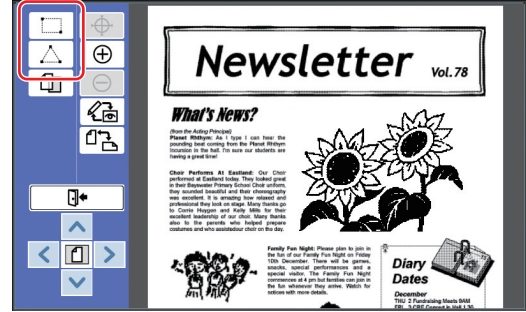 Newsletter Vol. 78
What's News?
(from the Acting Principal)
Planet Rhthym: As I type I can hear the
pounding beat coming from the Planet Rhthym
incursion in the hall. I'm sure our students are
having a great time!
Choir Performs At Eastland: Our Choir
performed at Eastland today. They looked great
in their Bayswater Primary School Choir uniform,
they sounded beautiful and their choreography
was excellent. It is amazing how relaxed and
professional they look on stage. Many thanks go
to Corrie Heygen and Kelly Mills for their
excellent leadership of our choir. Many thanks
also to the parents who helped prepare
costumes and who assistedour choir on the day.
Family Fun Night: Please plan to join in
the fun of our Family Fun Night on Friday
10th December. There will be games,
snacks, special performances and a
special visitor. The Family Fun Night
commences at 4 pm but families can join in
the fun whenever they arrive. Watch for
notices with more details.
Diary
Dates
December
THU 2 Fundraising Meets 9AM